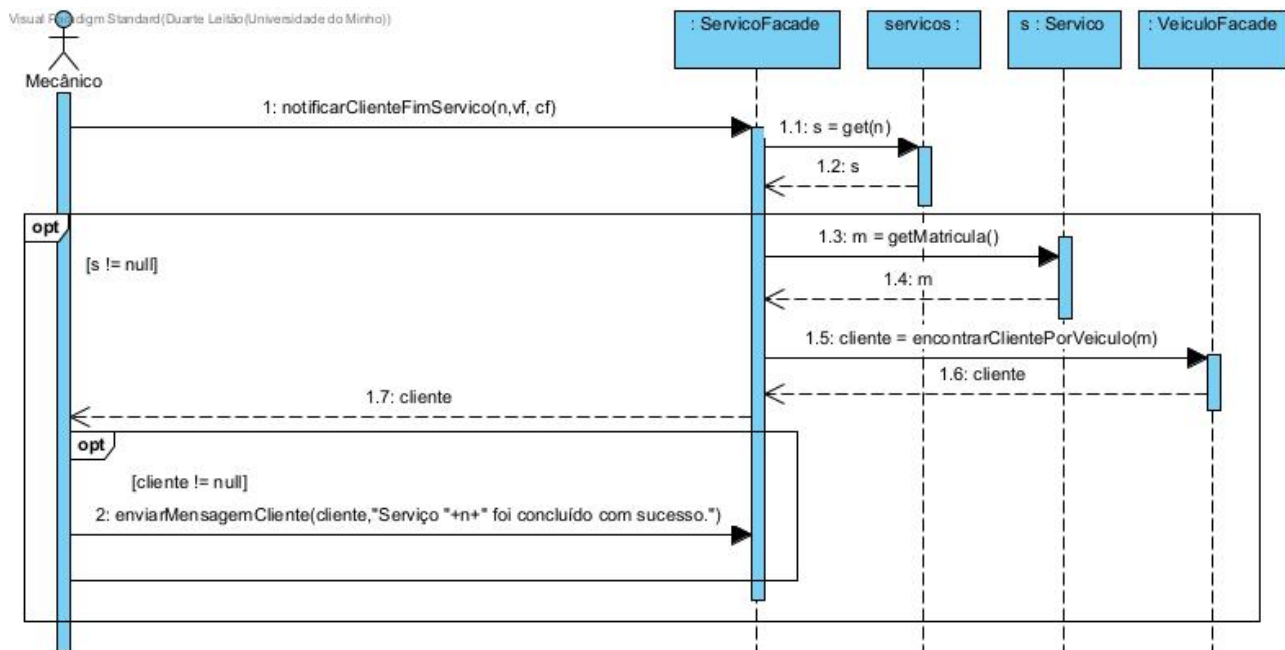 Visual Paradigm Standard(Duarte Leitão(Universidade do Minho))
: ServicoFacade
servicos :
s : Servico
: VeiculoFacade
Mecânico
1: notificarClienteFimServico(n,vf, cf)
1.1: s = get(n)
1.2: s
opt
[s != null]
1.3: m = getMatricula()
1.4: m
1.5: cliente = encontrarClientePorVeiculo(m)
1.6: cliente
1.7: cliente
opt
[cliente != null]
2: enviarMensagemCliente(cliente,"Serviço "+n+" foi concluído com sucesso.")